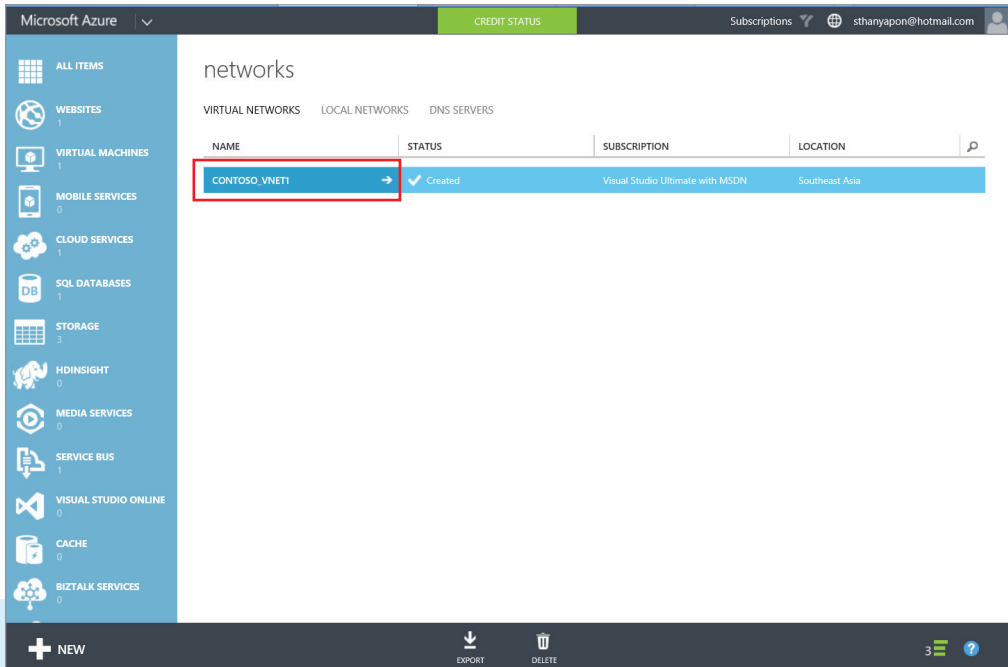 Microsoft Azure
CREDIT STATUS
Subscriptions
sthanyapon@hotmail.com
ALL ITEMS
WEBSITES
1
VIRTUAL MACHINES
1
MOBILE SERVICES
0
CLOUD SERVICES
1
DB
SQL DATABASES
1
STORAGE
3
HDINSIGHT
0
MEDIA SERVICES
0
SERVICE BUS
1
VISUAL STUDIO ONLINE
0
CACHE
0
BIZTALK SERVICES
0
networks
VIRTUAL NETWORKS LOCAL NETWORKS DNS SERVERS
NAME STATUS SUBSCRIPTION LOCATION
CONTOSO_VNET1 Created Visual Studio Ultimate with MSDN Southeast Asia
NEW
EXPORT
DELETE
3
?